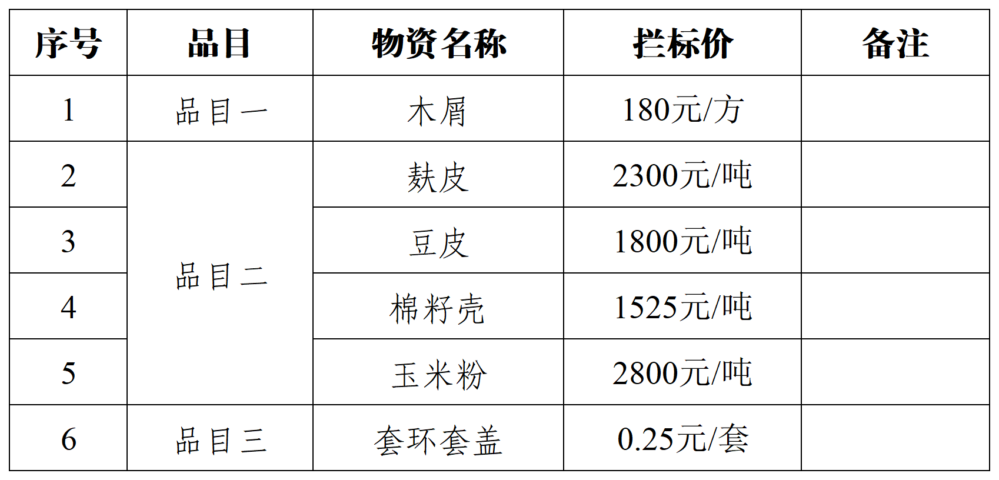 序号 品目 物资名称 拦标价 备注
1 品目一 木屑 180元/方
2 品目二 麸皮 2300元/吨
3 豆皮 1800元/吨
4 棉籽壳 1525元/吨
5 玉米粉 2800元/吨
6 品目三 套环套盖 0.25元/套